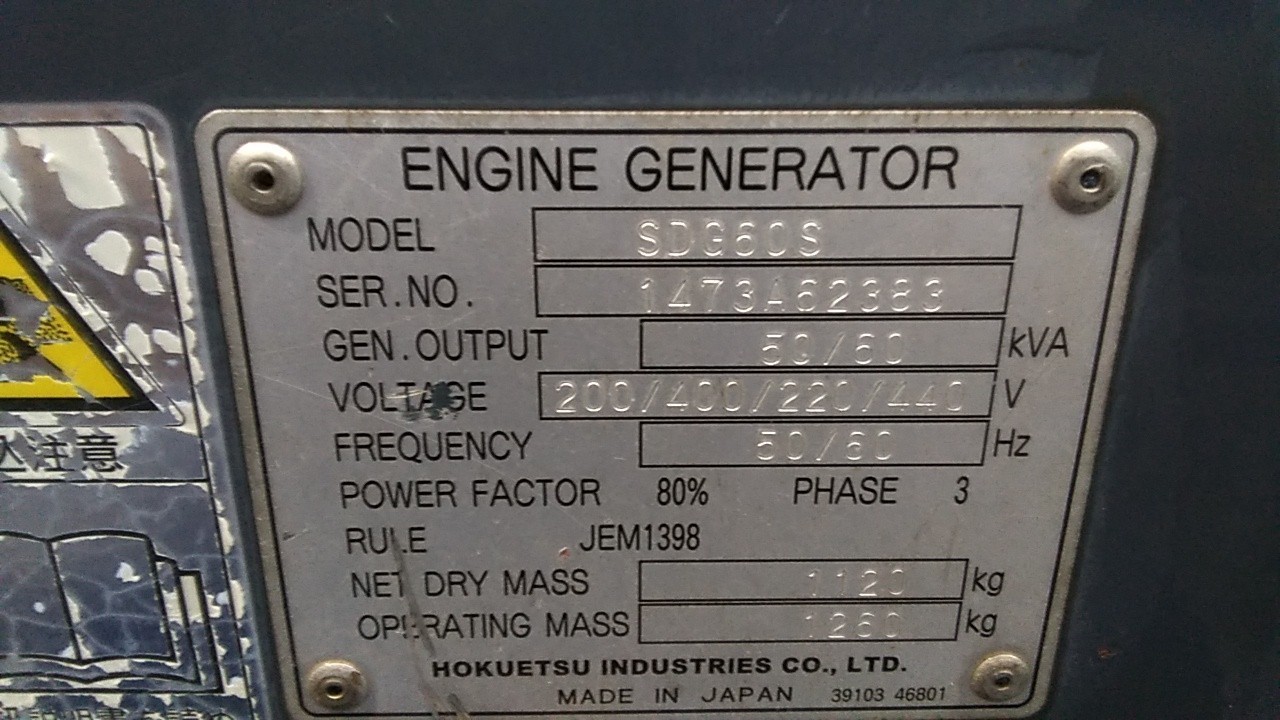 ENGINE GENERATOR
MODEL SDG60S
SER.NO. 1473A62383
GEN.OUTPUT 50/60 kVA
VOLTAGE 200/400/220/440 V
FREQUENCY 50/60 Hz
POWER FACTOR 80% PHASE 3
RULE JEM1398
NET DRY MASS 1120 kg
OPERATING MASS 1260 kg
HOKUETSU INDUSTRIES CO., LTD.
MADE IN JAPAN 39103 46801
注意